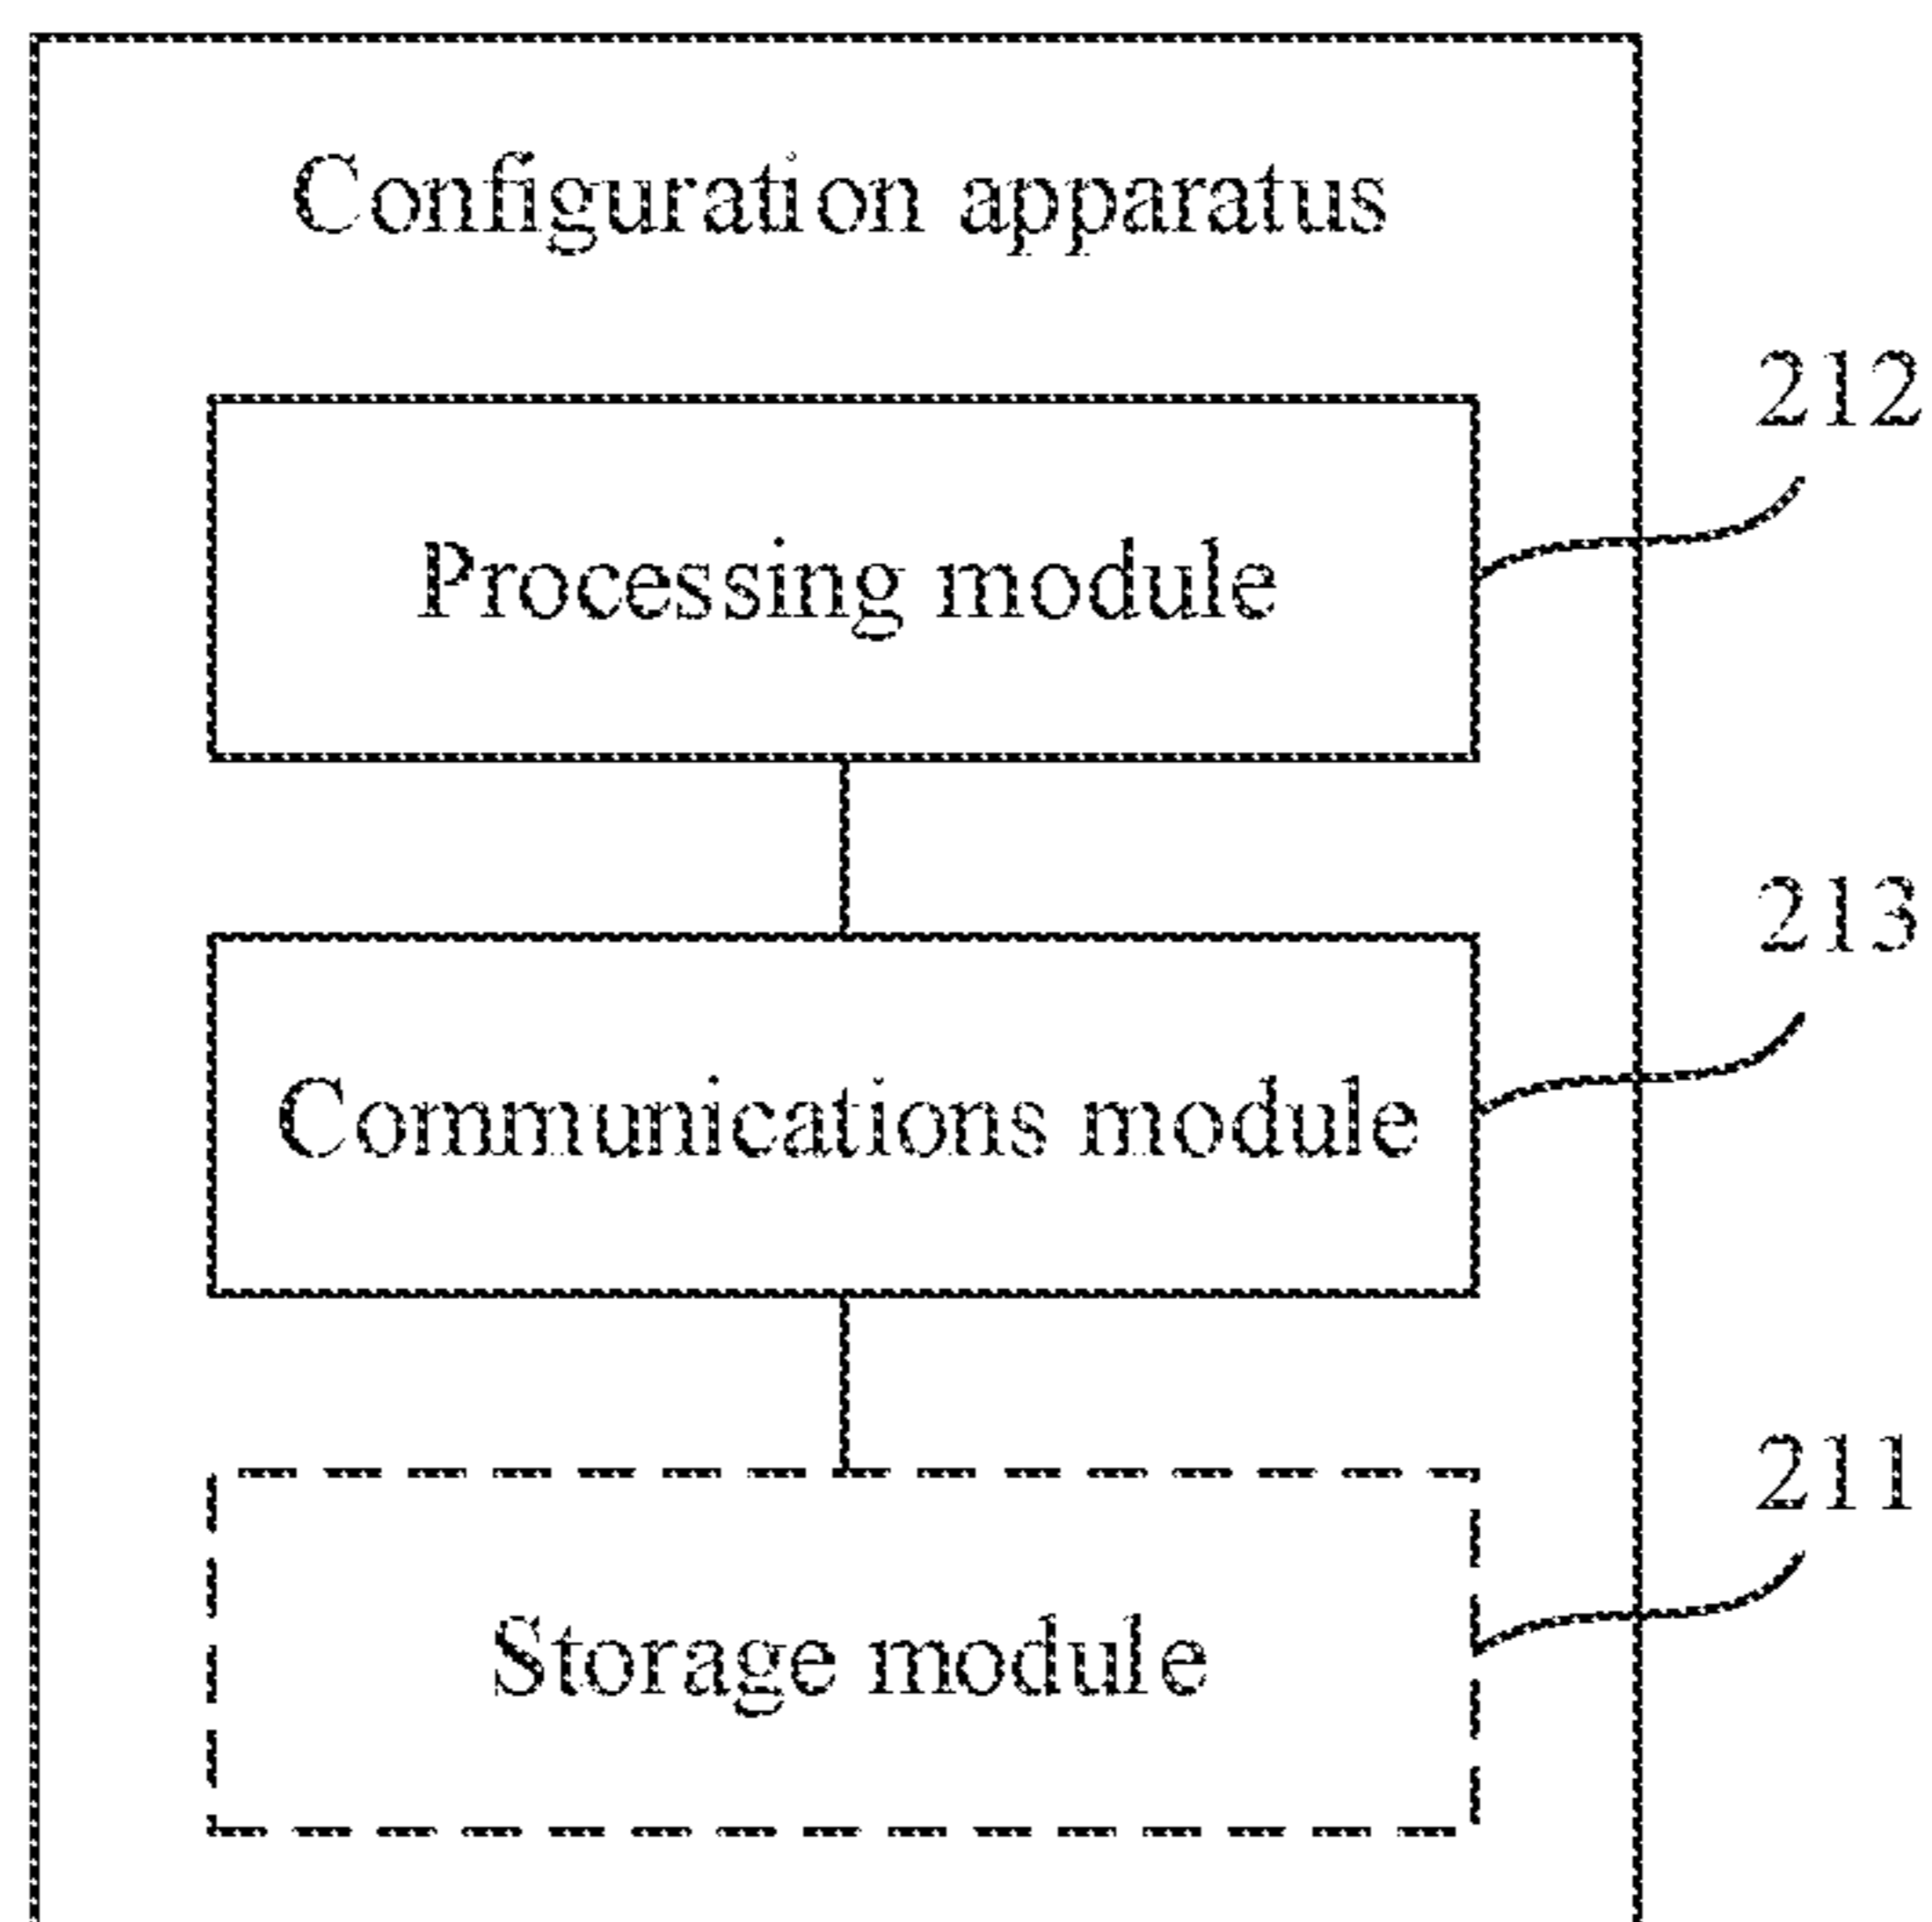 Configuration apparatus
212
Processing module
213
Communications module
211
Storage module